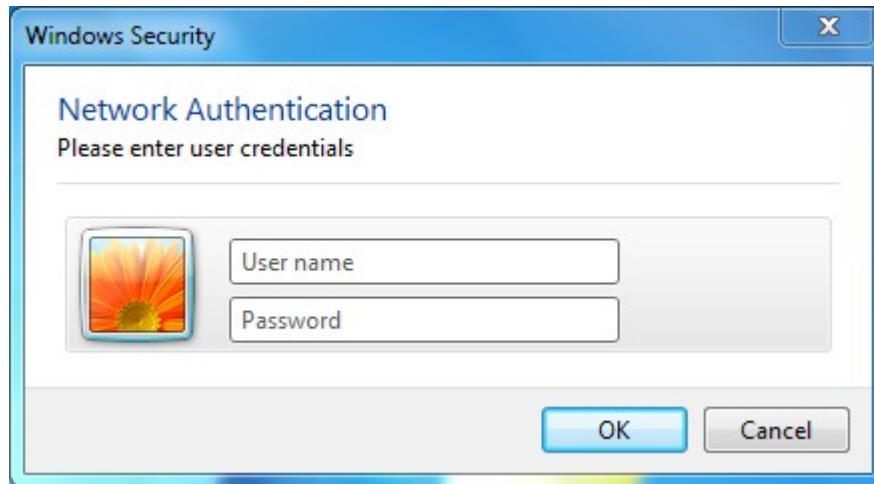 Windows Security
X
Network Authentication
Please enter user credentials
User name
Password
OK
Cancel